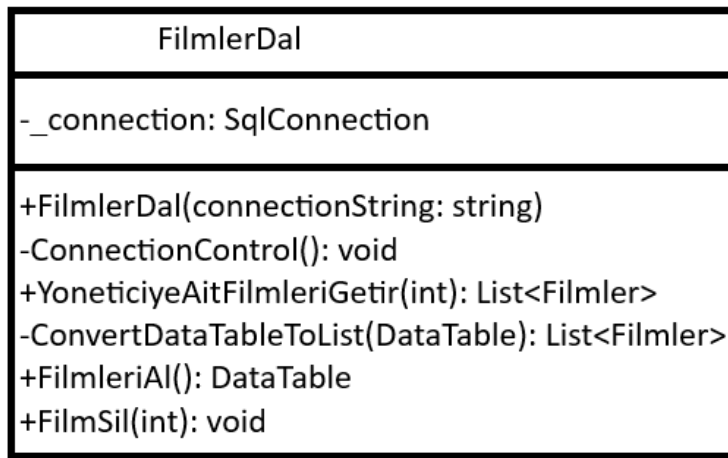 FilmlerDal
-_connection: SqlConnection
+FilmlerDal(connectionString: string)
-ConnectionControl(): void
+YoneticiyeAitFilmleriGetir(int): List<Filmler>
-ConvertDataTableToList(DataTable): List<Filmler>
+FilmleriAl(): DataTable
+FilmSil(int): void